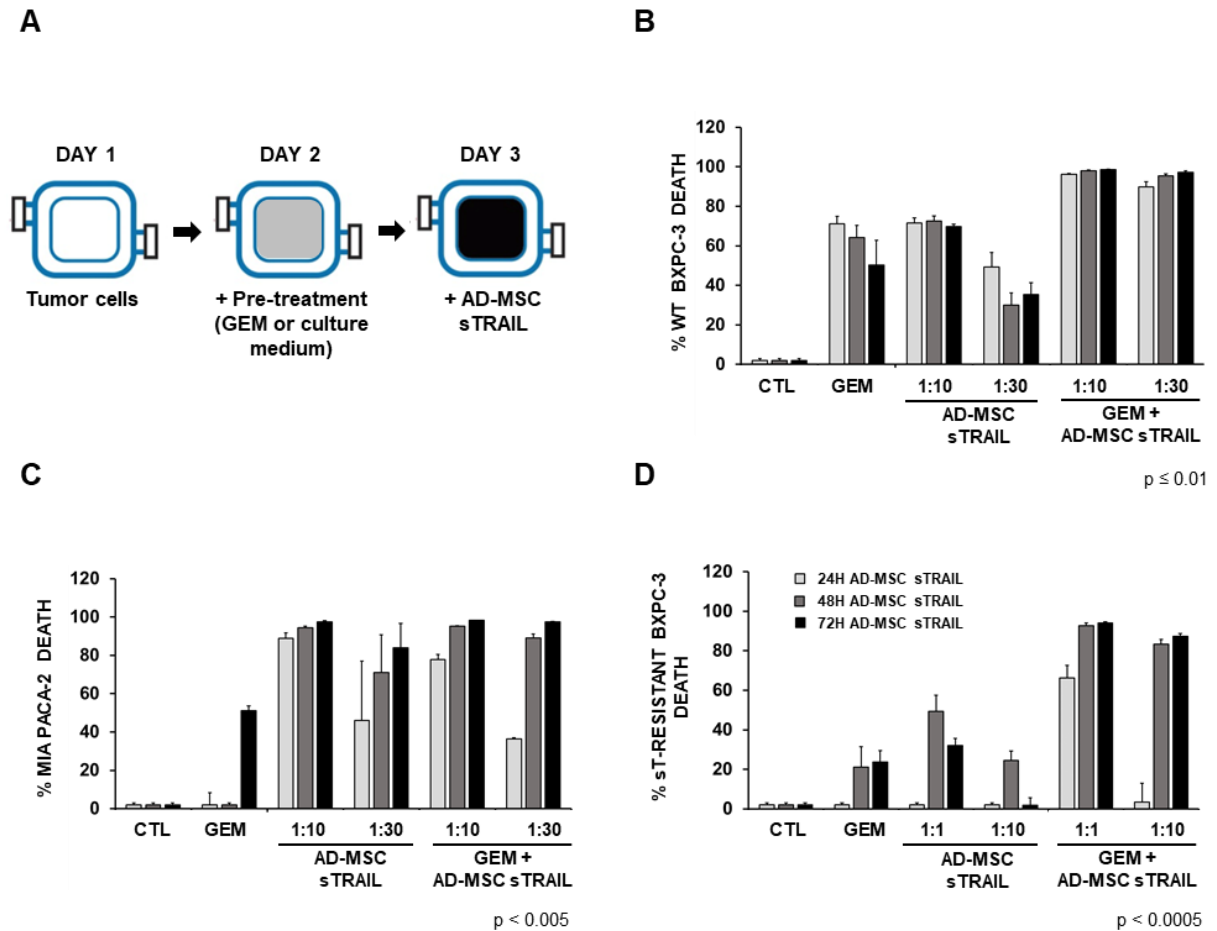 A
DAY 1
DAY 2
DAY 3
Tumor cells
+ Pre-treatment
(GEM or culture
medium)
+ AD-MSC
sTRAIL
B
% WT BXPC-3 DEATH
120
100
80
60
40
20
0
CTL
GEM
1:10
1:30
1:10
1:30
AD-MSC
sTRAIL
GEM +
AD-MSC sTRAIL
p ≤ 0.01
C
% MIA PACA-2 DEATH
120
100
80
60
40
20
0
CTL
GEM
1:10
1:30
1:10
1:30
AD-MSC
sTRAIL
GEM +
AD-MSC sTRAIL
p < 0.005
D
% sT-RESISTANT BXPC-3
DEATH
120
100
80
60
40
20
0
24H AD-MSC sTRAIL
48H AD-MSC sTRAIL
72H AD-MSC sTRAIL
CTL
GEM
1:1
1:10
1:1
1:10
AD-MSC
sTRAIL
GEM +
AD-MSC sTRAIL
p < 0.0005